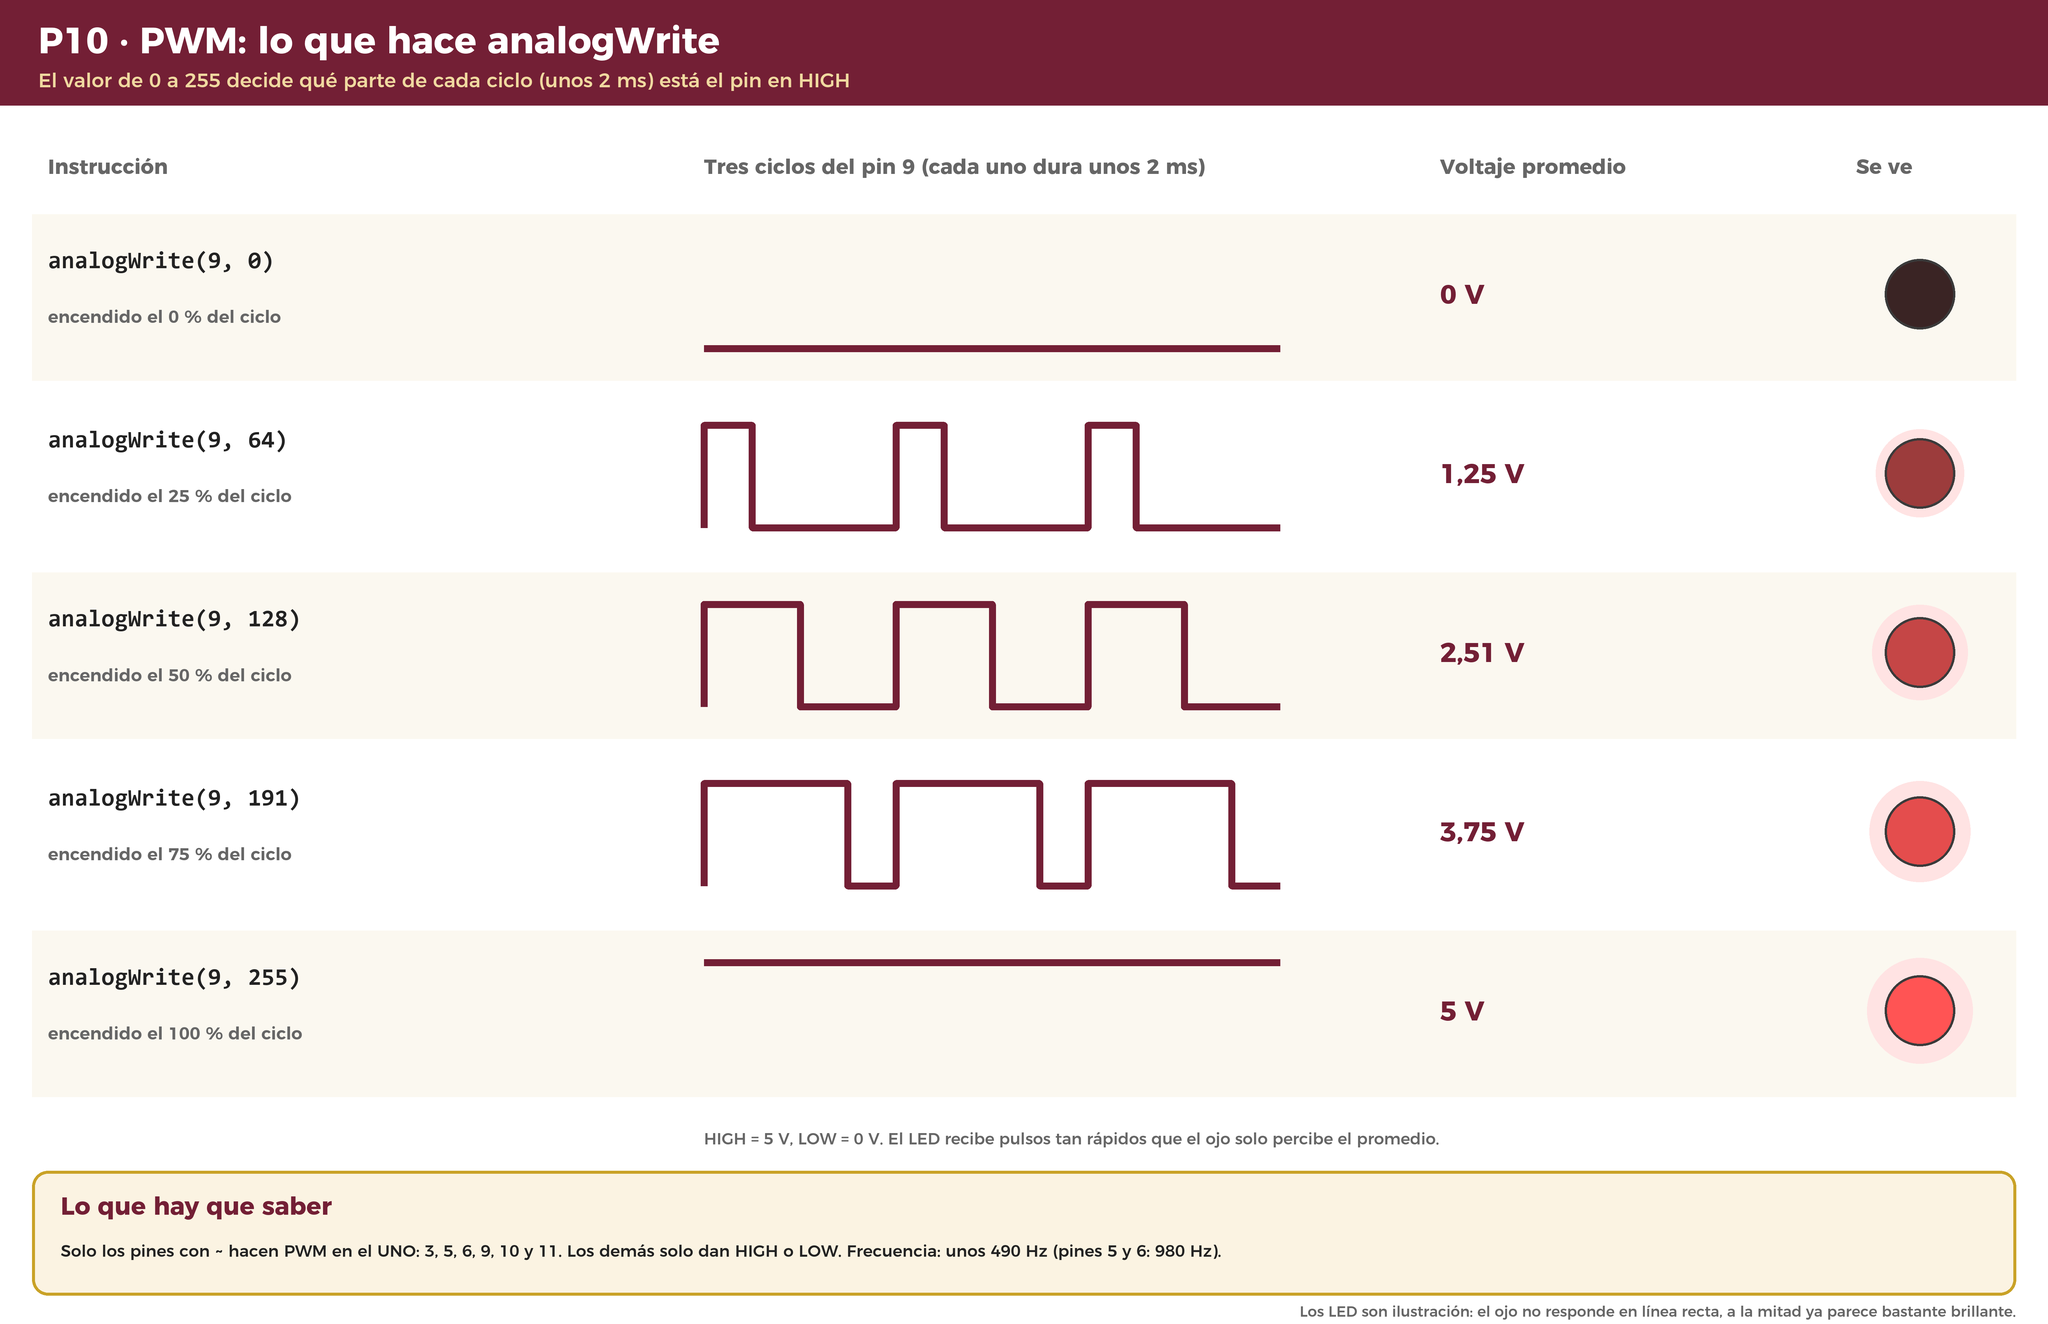 P10 · PWM: lo que hace analogWrite
El valor de 0 a 255 decide qué parte de cada ciclo (unos 2 ms) está el pin en HIGH
Instrucción
Tres ciclos del pin 9 (cada uno dura unos 2 ms)
Voltaje promedio
Se ve
analogWrite(9, 0)
encendido el 0 % del ciclo
0 V
analogWrite(9, 64)
encendido el 25 % del ciclo
1,25 V
analogWrite(9, 128)
encendido el 50 % del ciclo
2,51 V
analogWrite(9, 191)
encendido el 75 % del ciclo
3,75 V
analogWrite(9, 255)
encendido el 100 % del ciclo
5 V
HIGH = 5 V, LOW = 0 V. El LED recibe pulsos tan rápidos que el ojo solo percibe el promedio.
Lo que hay que saber
Solo los pines con ~ hacen PWM en el UNO: 3, 5, 6, 9, 10 y 11. Los demás solo dan HIGH o LOW. Frecuencia: unos 490 Hz (pines 5 y 6: 980 Hz).
Los LED son ilustración: el ojo no responde en línea recta, a la mitad ya parece bastante brillante.